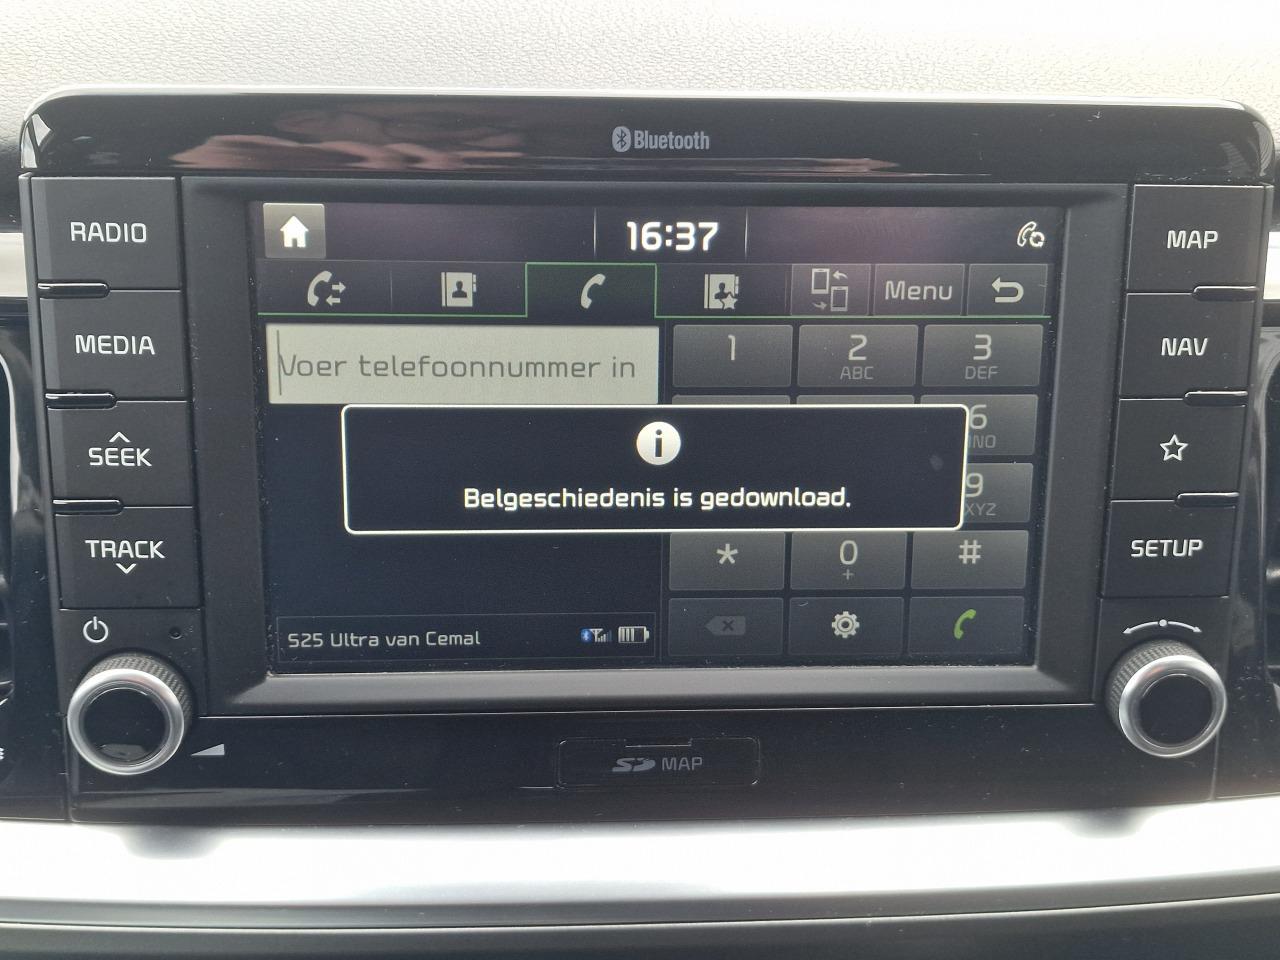 Bluetooth
RADIO
MEDIA
SEEK
TRACK
16:37
Menu
Voer telefoonnummer in
1
2
ABC
3
DEF
6
NO
9
XYZ
Belgeschiedenis is gedownload.
*
0
+
#
S25 Ultra van Cemal
MAP
NAV
SETUP
SD MAP